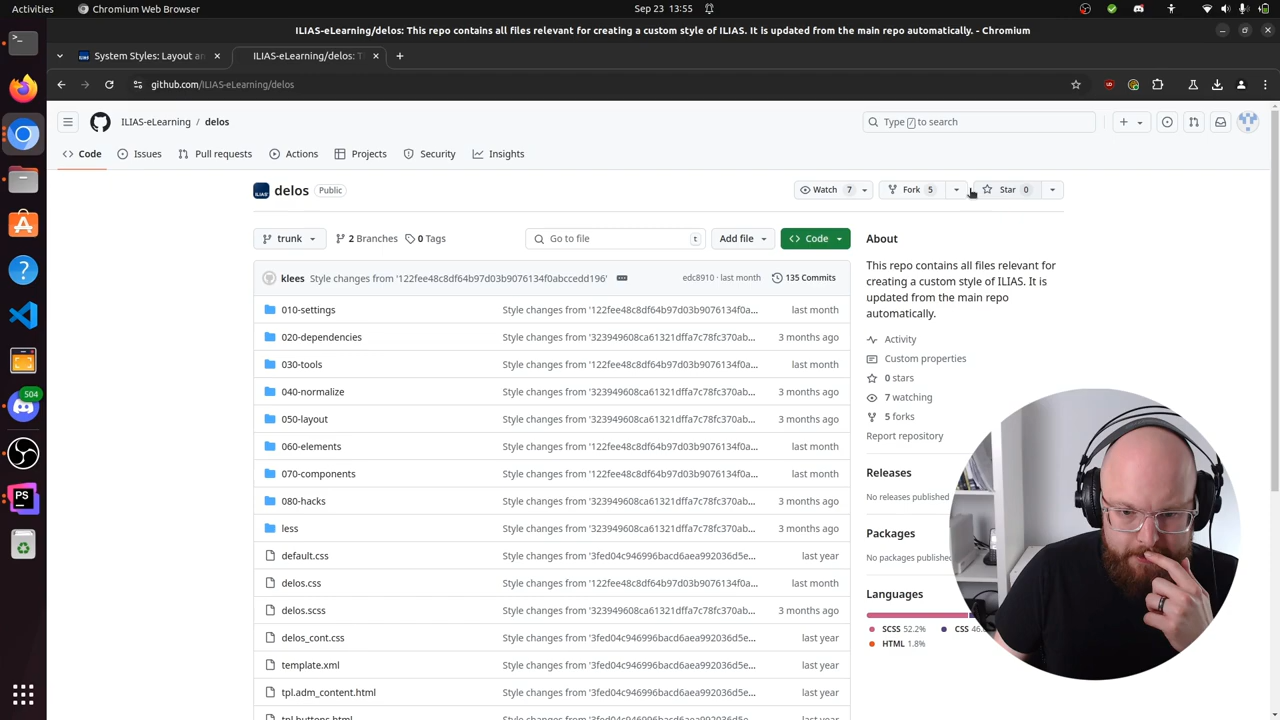 Activities
Chromium Web Browser
Sep 23 13:55
ILIAS-eLearning/delos: This repo contains all files relevant for creating a custom style of ILIAS. It is updated from the main repo automatically. - Chromium
System Styles: Layout an
ILIAS-eLearning/delos: T
github.com/ILIAS-eLearning/delos
ILIAS-eLearning / delos
Type / to search
Code
Issues
Pull requests
Actions
Projects
Security
Insights
ILIAS
delos
Public
Watch 7
Fork 5
Star 0
trunk
2 Branches
0 Tags
Go to file
t
Add file
Code
klees Style changes from '122fee48c8df64b97d03b9076134f0abccedd196'
edc8910 · last month
135 Commits
010-settings Style changes from '122fee48c8df64b97d03b9076134f0a... last month
020-dependencies Style changes from '323949608ca61321dffa7c78fc370ab... 3 months ago
030-tools Style changes from '122fee48c8df64b97d03b9076134f0a... last month
040-normalize Style changes from '323949608ca61321dffa7c78fc370ab... 3 months ago
050-layout Style changes from '323949608ca61321dffa7c78fc370ab... 3 months ago
060-elements Style changes from '122fee48c8df64b97d03b9076134f0a... last month
070-components Style changes from '122fee48c8df64b97d03b9076134f0a... last month
080-hacks Style changes from '323949608ca61321dffa7c78fc370ab... 3 months ago
less Style changes from '323949608ca61321dffa7c78fc370ab... 3 months ago
default.css Style changes from '3fed04c946996bacd6aea992036d5e... last year
delos.css Style changes from '122fee48c8df64b97d03b9076134f0a... last month
delos.scss Style changes from '323949608ca61321dffa7c78fc370ab... 3 months ago
delos_cont.css Style changes from '3fed04c946996bacd6aea992036d5e... last year
template.xml Style changes from '3fed04c946996bacd6aea992036d5e... last year
tpl.adm_content.html Style changes from '3fed04c946996bacd6aea992036d5e... last year
tpl.buttons.html Style changes from '3fed04c946996bacd6aea992036d5e... last year
About
This repo contains all files relevant for
creating a custom style of ILIAS. It is
updated from the main repo
automatically.
Activity
Custom properties
0 stars
7 watching
5 forks
Report repository
Releases
No releases published
Packages
No packages published
Languages
SCSS 52.2%
CSS 46.
HTML 1.8%
504
PS